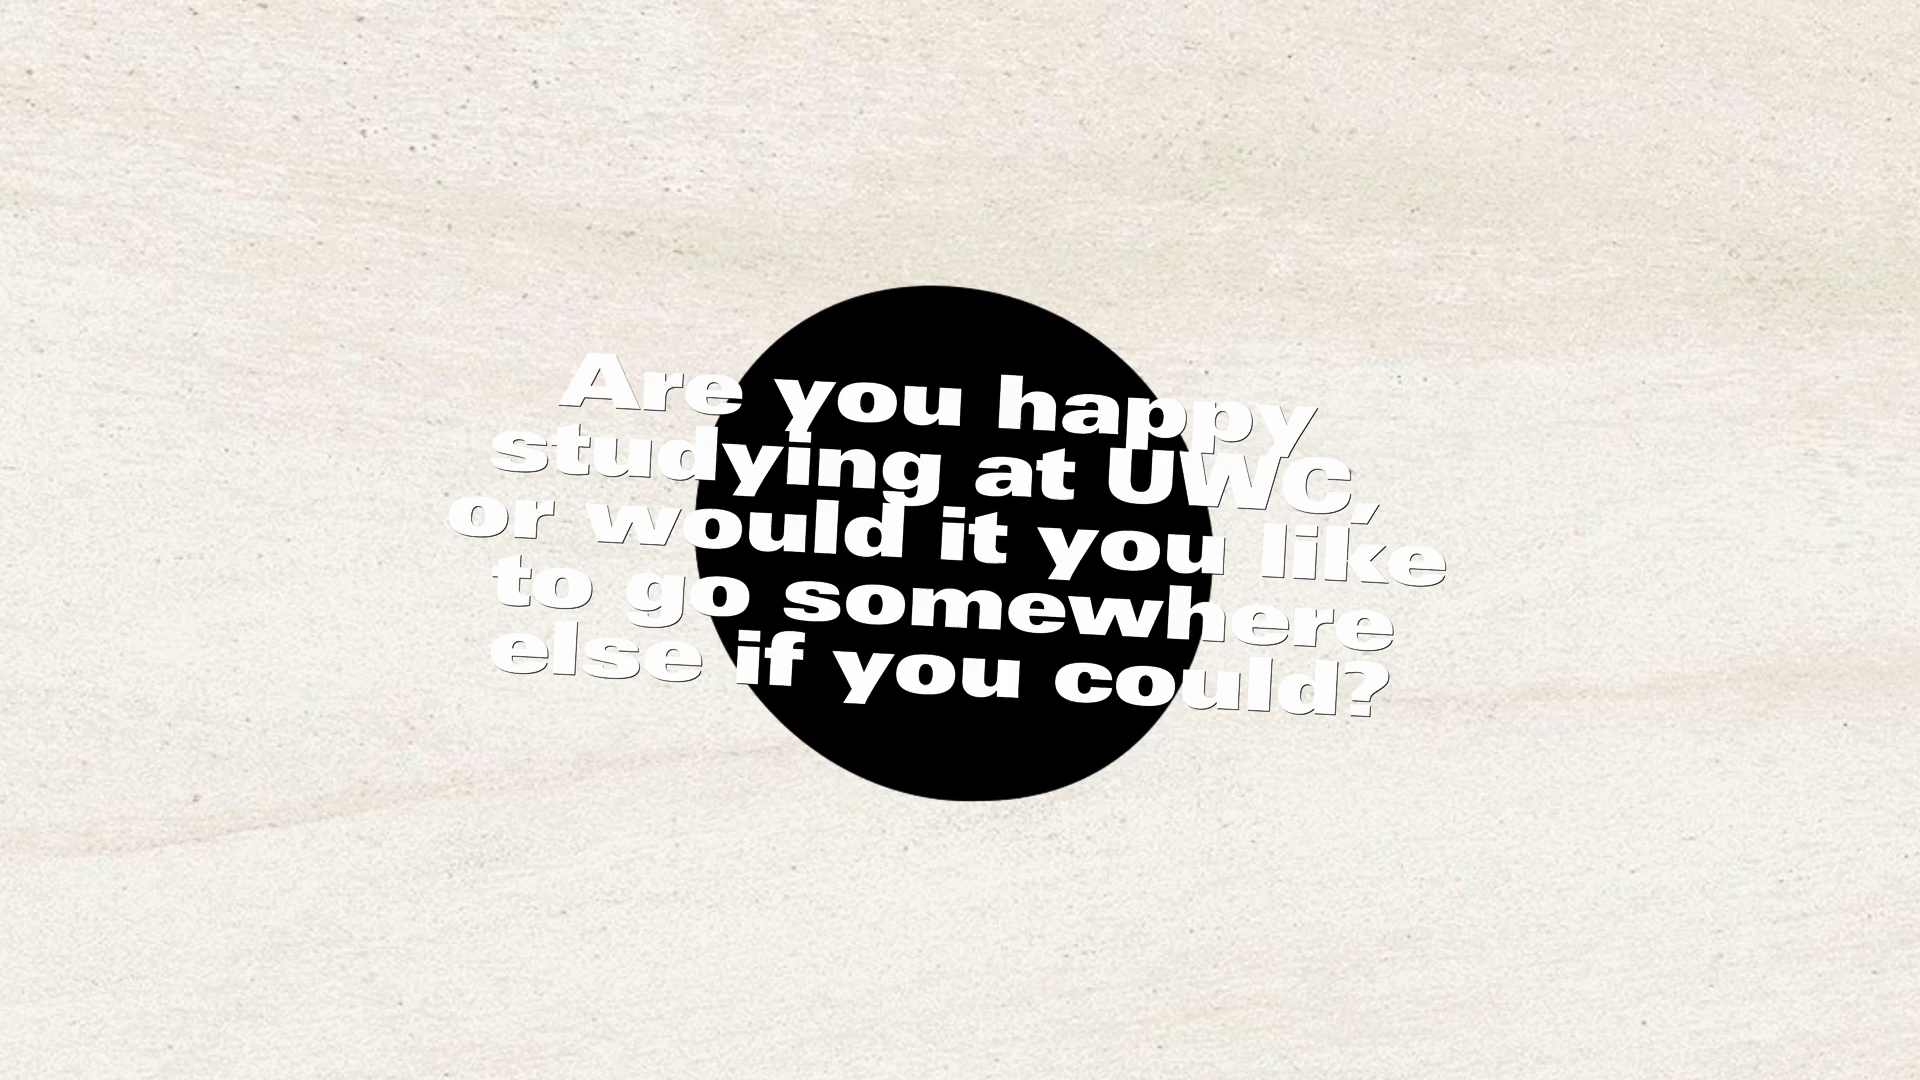 Are you happy
studying at UWC,
or would it you like
to go somewhere
else if you could?